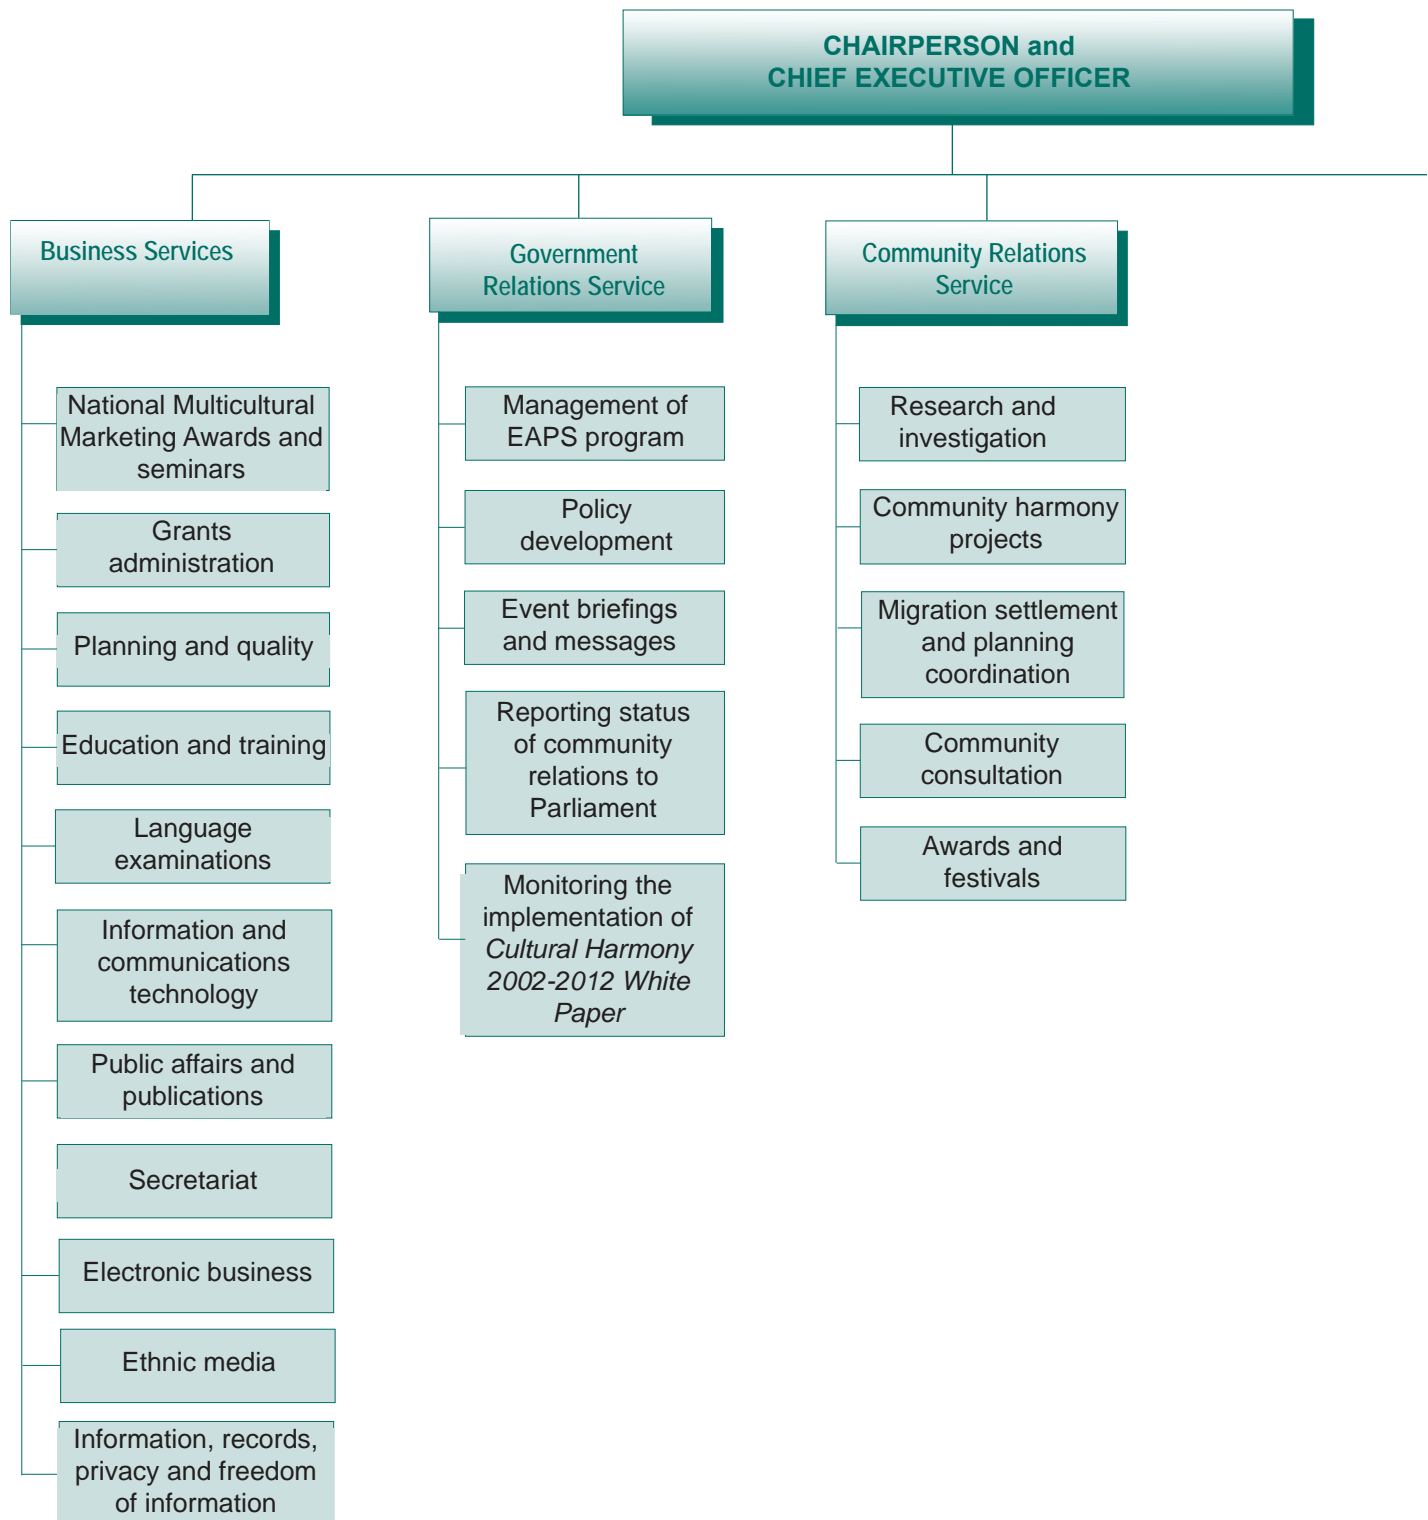 CHAIRPERSON and
CHIEF EXECUTIVE OFFICER
Business Services
National Multicultural
Marketing Awards and
seminars
Grants
administration
Planning and quality
Education and training
Language
examinations
Information and
communications
technology
Public affairs and
publications
Secretariat
Electronic business
Ethnic media
Information, records,
privacy and freedom
of information
Government
Relations Service
Management of
EAPS program
Policy
development
Event briefings
and messages
Reporting status
of community
relations to
Parliament
Monitoring the
implementation of
Cultural Harmony
2002-2012 White
Paper
Community Relations
Service
Research and
investigation
Community harmony
projects
Migration settlement
and planning
coordination
Community
consultation
Awards and
festivals